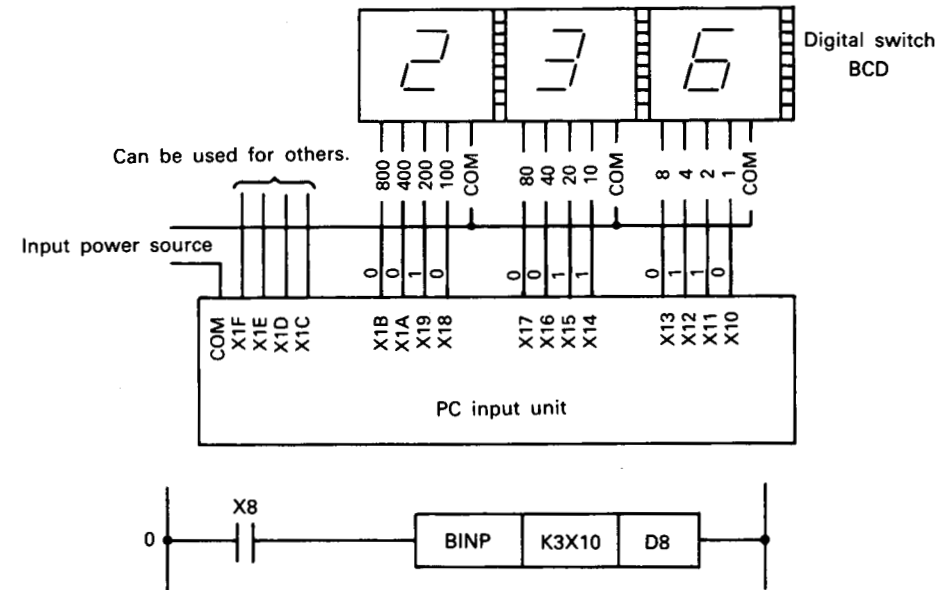 2 3 6
Digital switch
BCD
Can be used for others.
800 400 200 100 COM 80 40 20 10 COM 8 4 2 1 COM
Input power source
0 0 1 0 0 0 1 1 0 1 1 0
COM X1F X1E X1D X1C X1B X1A X19 X18 X17 X16 X15 X14 X13 X12 X11 X10
PC input unit
X8
0 BINP K3X10 D8